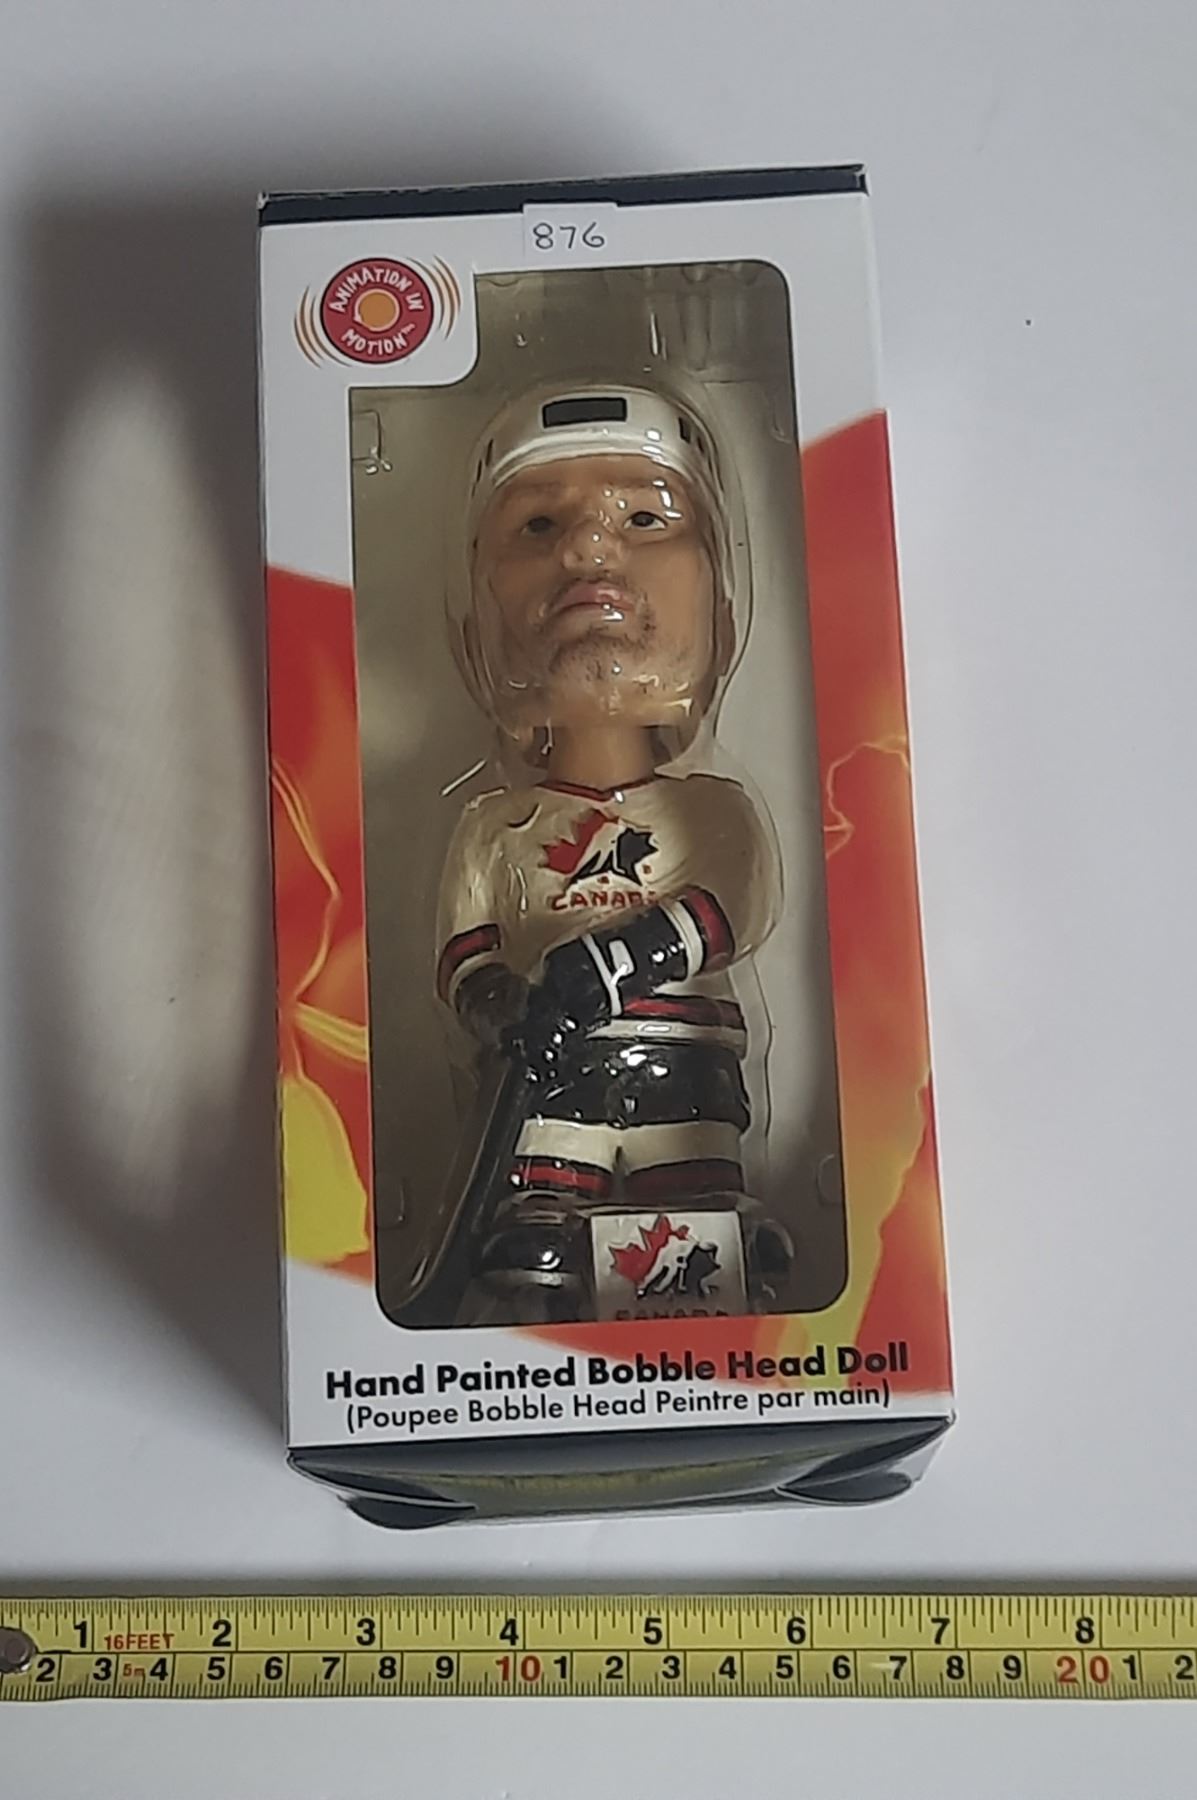 876
ANIMATION IN
MOTION™
CANADA
CANADA
Hand Painted Bobble Head Doll
(Poupee Bobble Head Peintre par main)
1 16FEET 2 3 4 5 6 7 8
2 3 5m 4 5 6 7 8 9 10 1 2 3 4 5 6 7 8 9 20 1 2